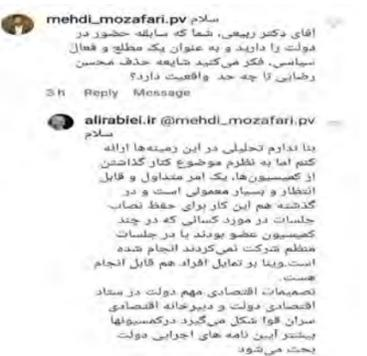 mehdi_mozafari.pv سلام
آقای دکتر ربیعی، شما که سابقه حضور در
دولت را دارید و به عنوان یک مطلع و فعال
سیاسی، فکر می‌کنید شایعه حذف محسن
رضایی تا چه حد واقعیت دارد؟
3 h Reply Message
alirabiei.ir @mehdi_mozafari.pv
سلام
بنا ندارم تحلیلی در این زمینه‌ها ارائه
کنم اما به نظرم موضوع کنار گذاشتن
از کمیسیون‌ها، یک امر متداول و قابل
انتظار و بسیار معمولی است و در
گذشته هم این کار برای حفظ نصاب
جلسات در مورد کسانی که در چند
کمیسیون عضو بودند یا در جلسات
منظم شرکت نمی‌کردند انجام شده
است.وبنا بر تمایل افراد هم قابل انجام
هست.
تصمیمات اقتصادی مهم دولت در ستاد
اقتصادی دولت و دبیرخانه اقتصادی
سران قوا شکل می‌گیرد درکمسیونها
بیشتر آیین نامه های اجرایی دولت
بحث می‌شود